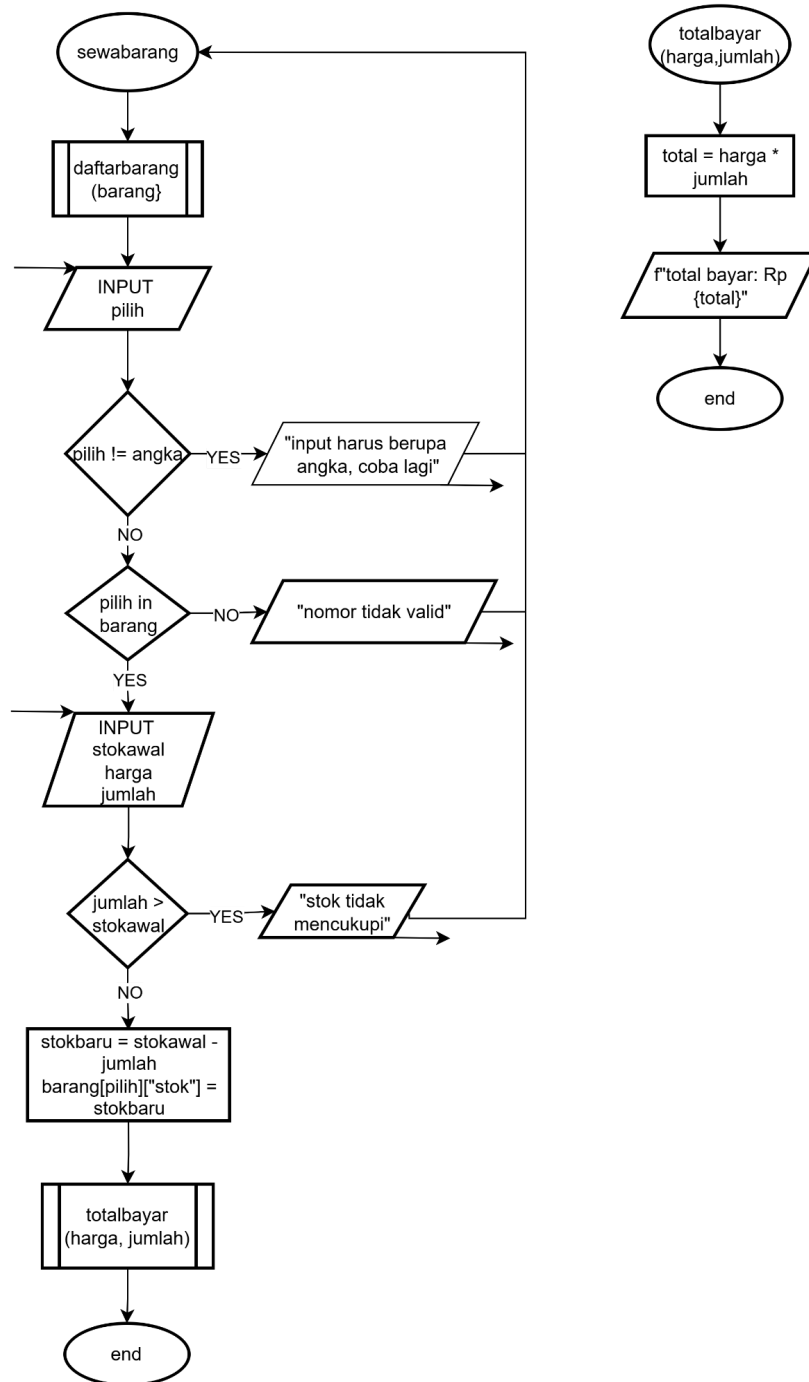 sewabarang
daftarbarang
(barang}
INPUT
pilih
pilih != angka
YES
"input harus berupa
angka, coba lagi"
NO
pilih in
barang
NO
"nomor tidak valid"
YES
INPUT
stokawal
harga
jumlah
jumlah >
stokawal
YES
"stok tidak
mencukupi"
NO
stokbaru = stokawal -
jumlah
barang[pilih]["stok"] =
stokbaru
totalbayar
(harga, jumlah)
end
totalbayar
(harga,jumlah)
total = harga *
jumlah
f"total bayar: Rp
{total}"
end